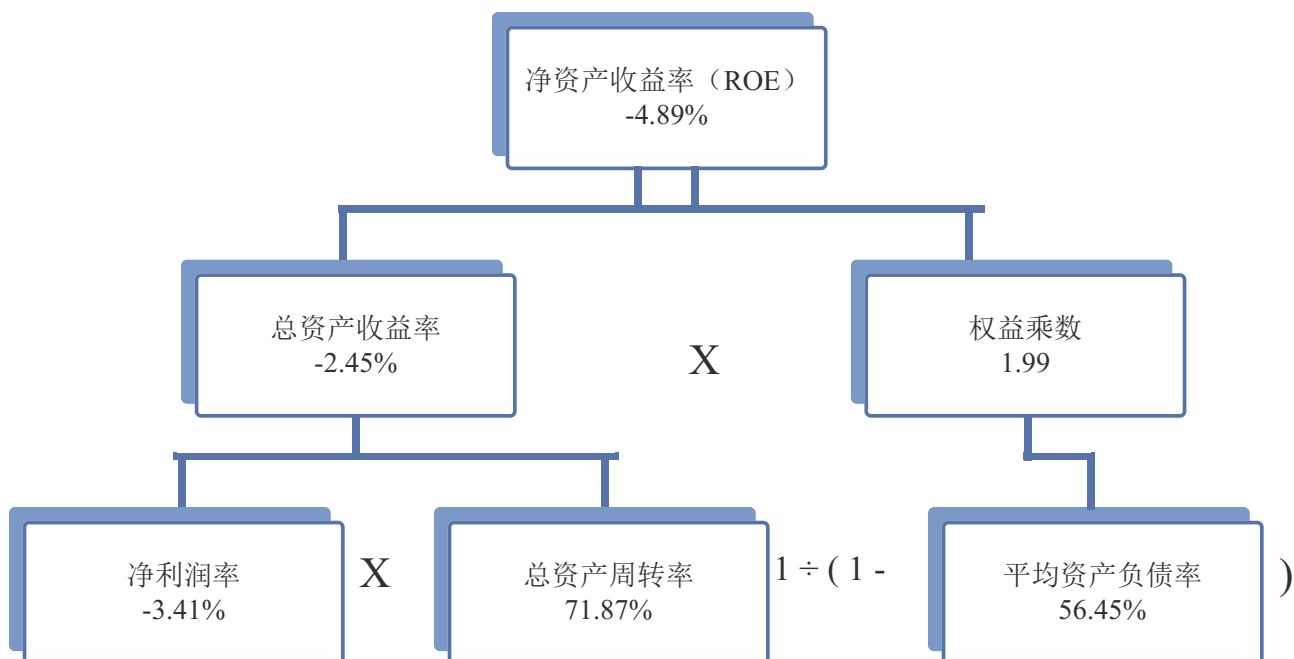 净资产收益率（ROE）
-4.89%
总资产收益率
-2.45%
X
权益乘数
1.99
净利润率
-3.41%
X
总资产周转率
71.87%
1 ÷ ( 1 -
平均资产负债率
56.45%
)